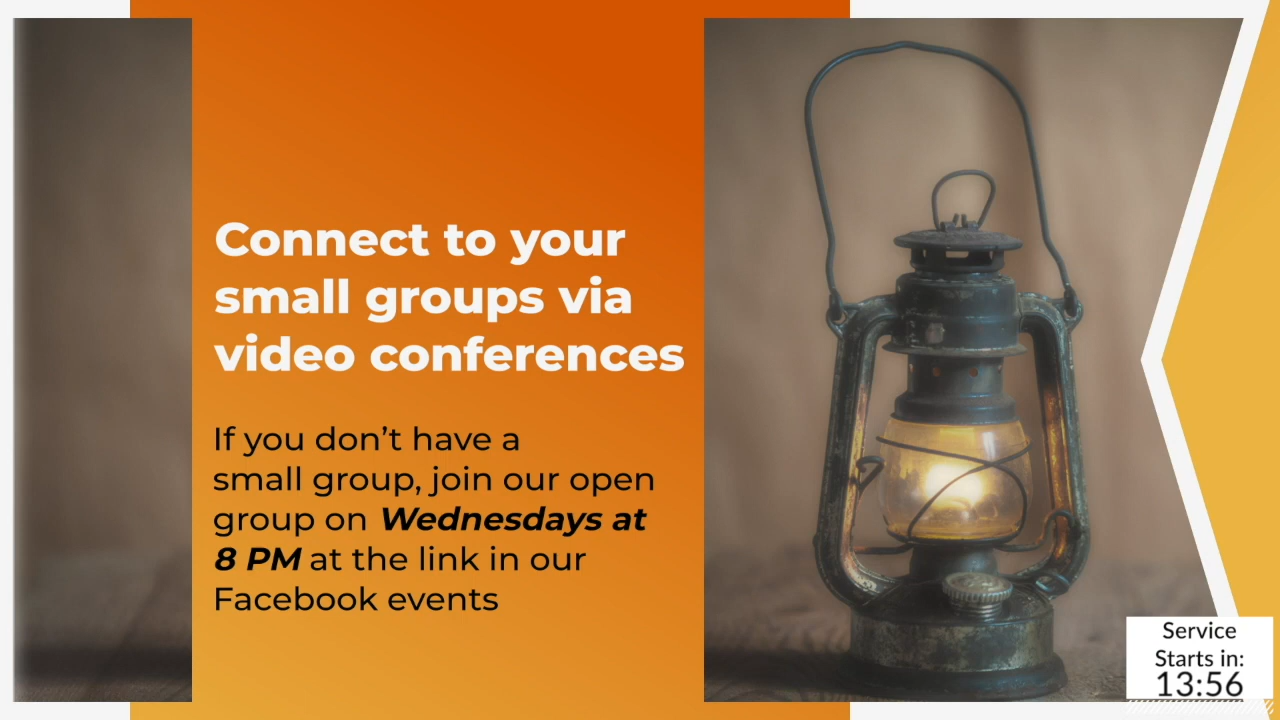 Connect to your
small groups via
video conferences
If you don’t have a
small group, join our open
group on Wednesdays at
8 PM at the link in our
Facebook events
Service
Starts in:
13:56